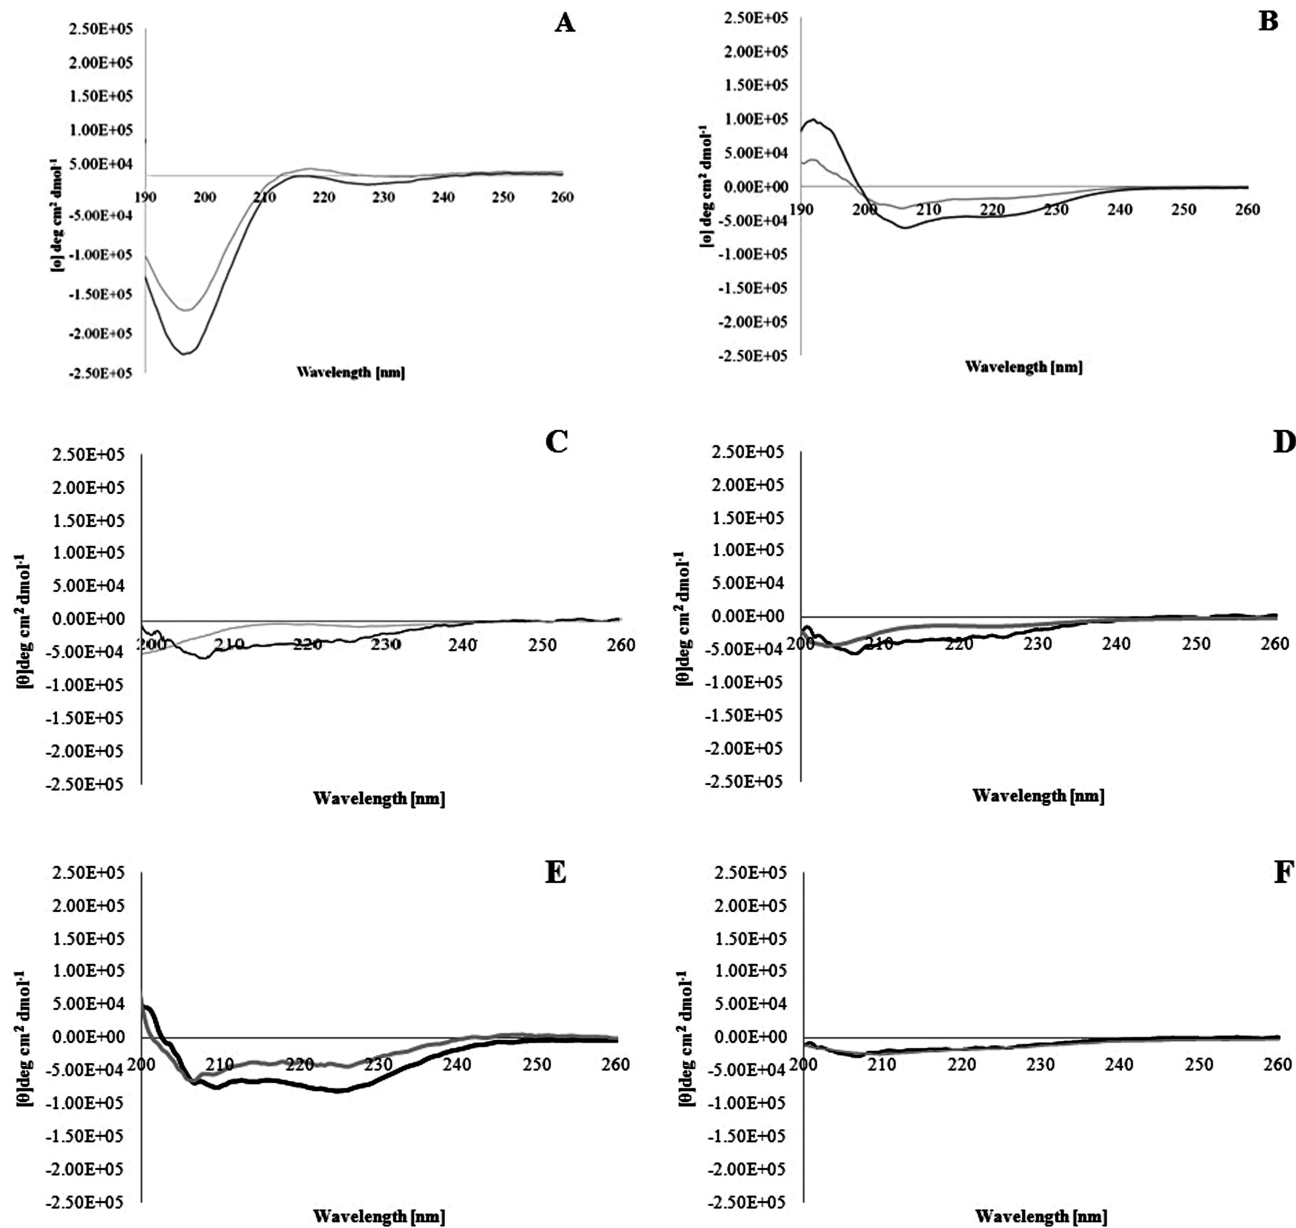 A
2.50E+05
2.00E+05
1.50E+05
1.00E+05
5.00E+04
-5.00E+04
-1.00E+05
-1.50E+05
-2.00E+05
-2.50E+05
[o] deg cm² dmol-¹
190 200 210 220 230 240 250 260
Wavelength [nm]
B
2.50E+05
2.00E+05
1.50E+05
1.00E+05
5.00E+04
0.00E+00
-5.00E+04
-1.00E+05
-1.50E+05
-2.00E+05
-2.50E+05
[o] deg cm² dmol-¹
190 200 210 220 230 240 250 260
Wavelength [nm]
C
2.50E+05
2.00E+05
1.50E+05
1.00E+05
5.00E+04
0.00E+00
-5.00E+04
-1.00E+05
-1.50E+05
-2.00E+05
-2.50E+05
[θ]deg cm² dmol-¹
200 210 220 230 240 250 260
Wavelength [nm]
D
2.50E+05
2.00E+05
1.50E+05
1.00E+05
5.00E+04
0.00E+00
-5.00E+04
-1.00E+05
-1.50E+05
-2.00E+05
-2.50E+05
[θ]deg cm² dmol-¹
200 210 220 230 240 250 260
Wavelength [nm]
E
2.50E+05
2.00E+05
1.50E+05
1.00E+05
5.00E+04
0.00E+00
-5.00E+04
-1.00E+05
-1.50E+05
-2.00E+05
-2.50E+05
[θ]deg cm² dmol-¹
200 210 220 230 240 250 260
Wavelength [nm]
F
2.50E+05
2.00E+05
1.50E+05
1.00E+05
5.00E+04
0.00E+00
-5.00E+04
-1.00E+05
-1.50E+05
-2.00E+05
-2.50E+05
[θ]deg cm² dmol-¹
200 210 220 230 240 250 260
Wavelength [nm]